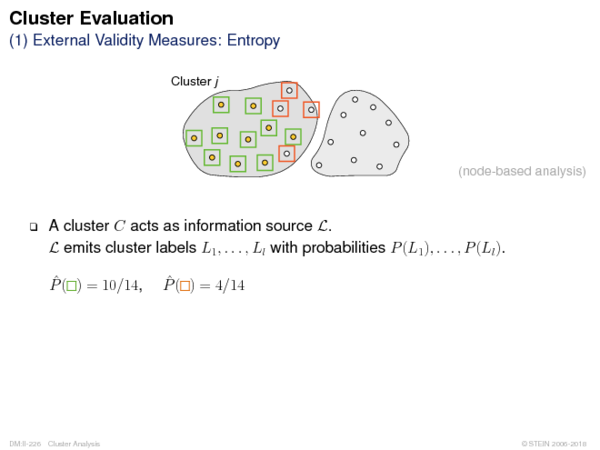 Cluster Evaluation
(1) External Validity Measures: Entropy
Cluster j
(node-based analysis)
❑ A cluster C acts as information source ℒ.
ℒ emits cluster labels L₁, . . . , Lₗ with probabilities P(L₁), . . . , P(Lₗ).
P̂(□) = 10/14, P̂(□) = 4/14
DM:II-226 Cluster Analysis
© STEIN 2006-2018